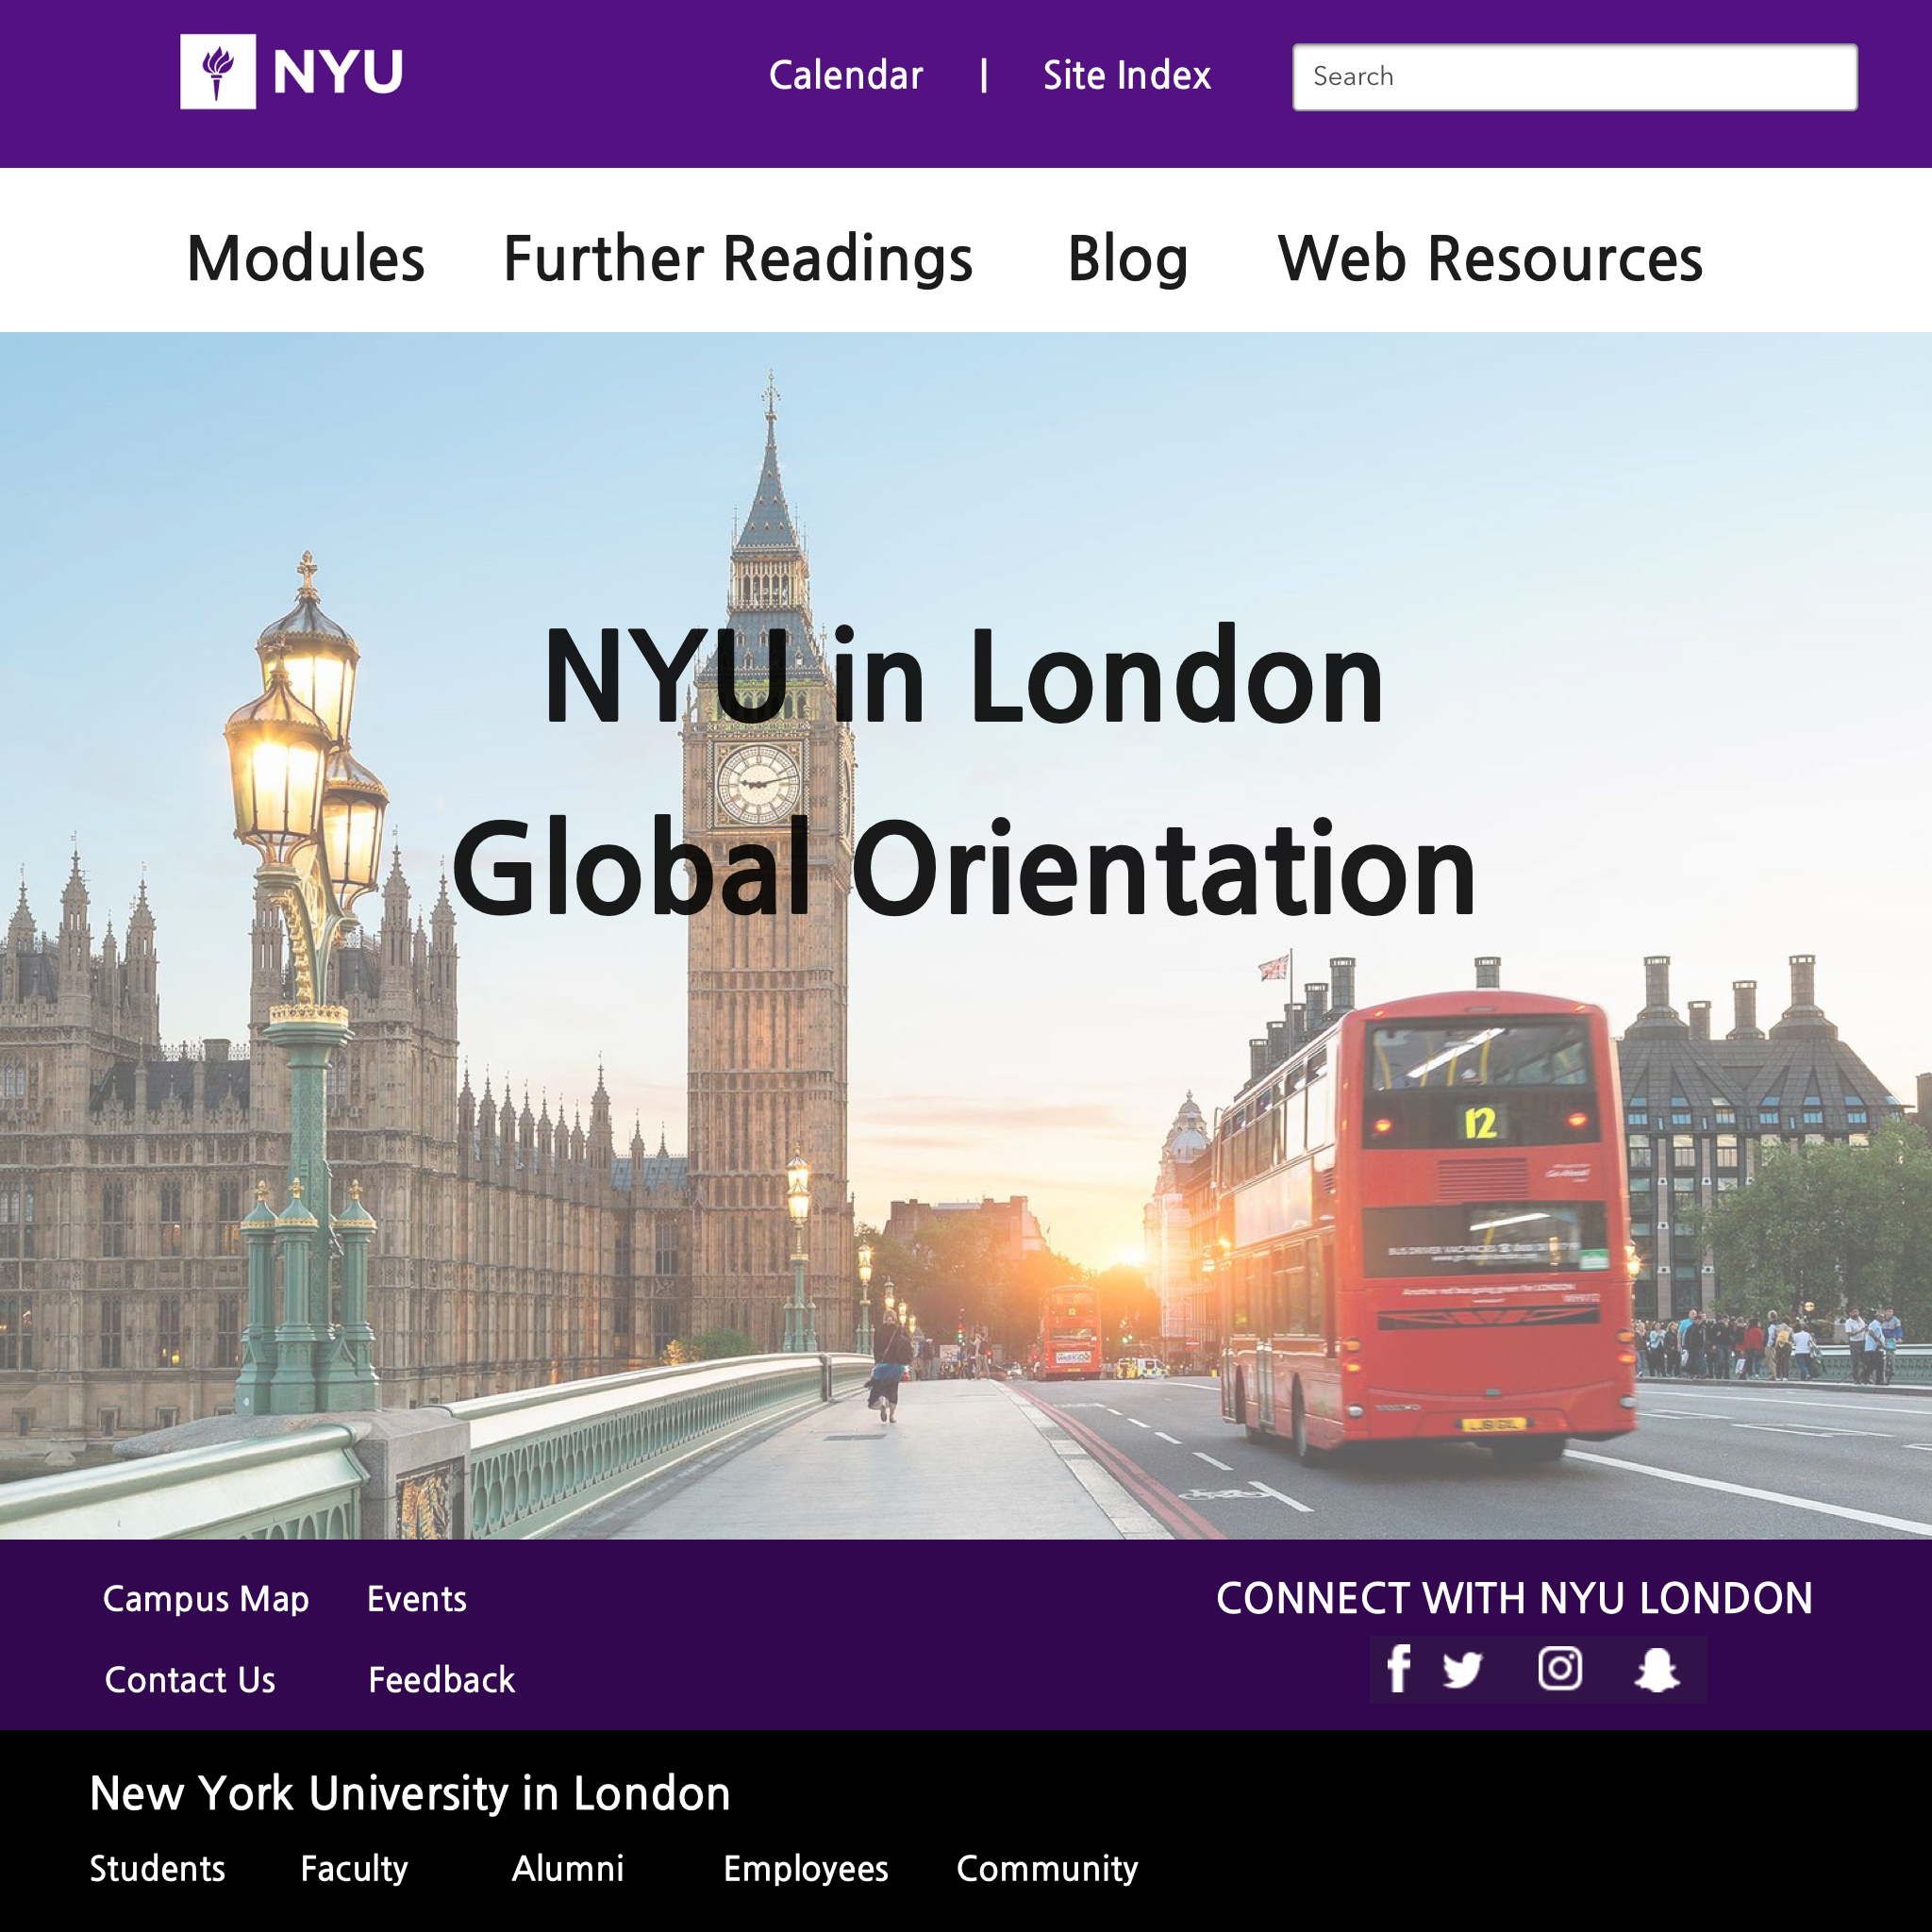 NYU
Calendar | Site Index
Search
Modules Further Readings Blog Web Resources
NYU in London
Global Orientation
12
Campus Map Events
CONNECT WITH NYU LONDON
Contact Us Feedback
New York University in London
Students Faculty Alumni Employees Community